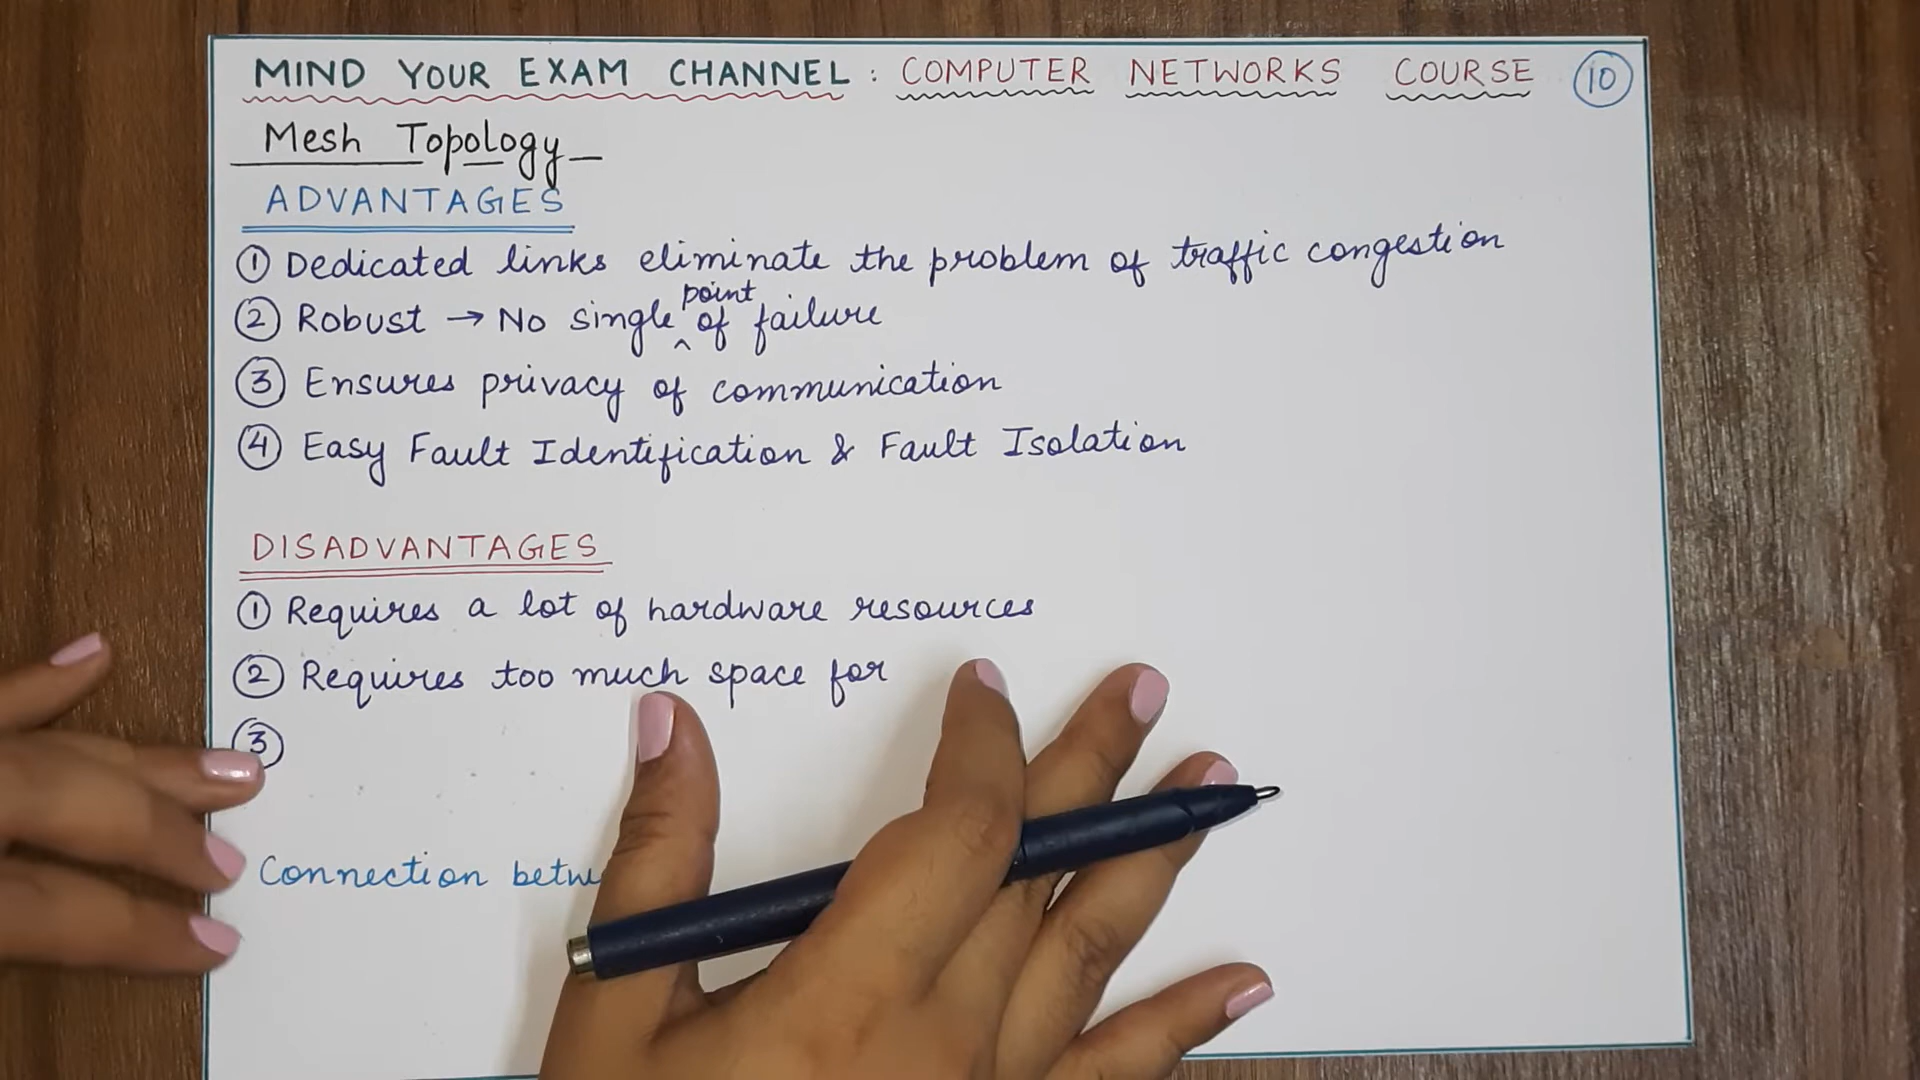 MIND YOUR EXAM CHANNEL : COMPUTER NETWORKS COURSE 10
Mesh Topology
ADVANTAGES
1 Dedicated links eliminate the problem of traffic congestion
2 Robust → No single point of failure
3 Ensures privacy of communication
4 Easy Fault Identification & Fault Isolation
DISADVANTAGES
1 Requires a lot of hardware resources
2 Requires too much space for
3
Connection